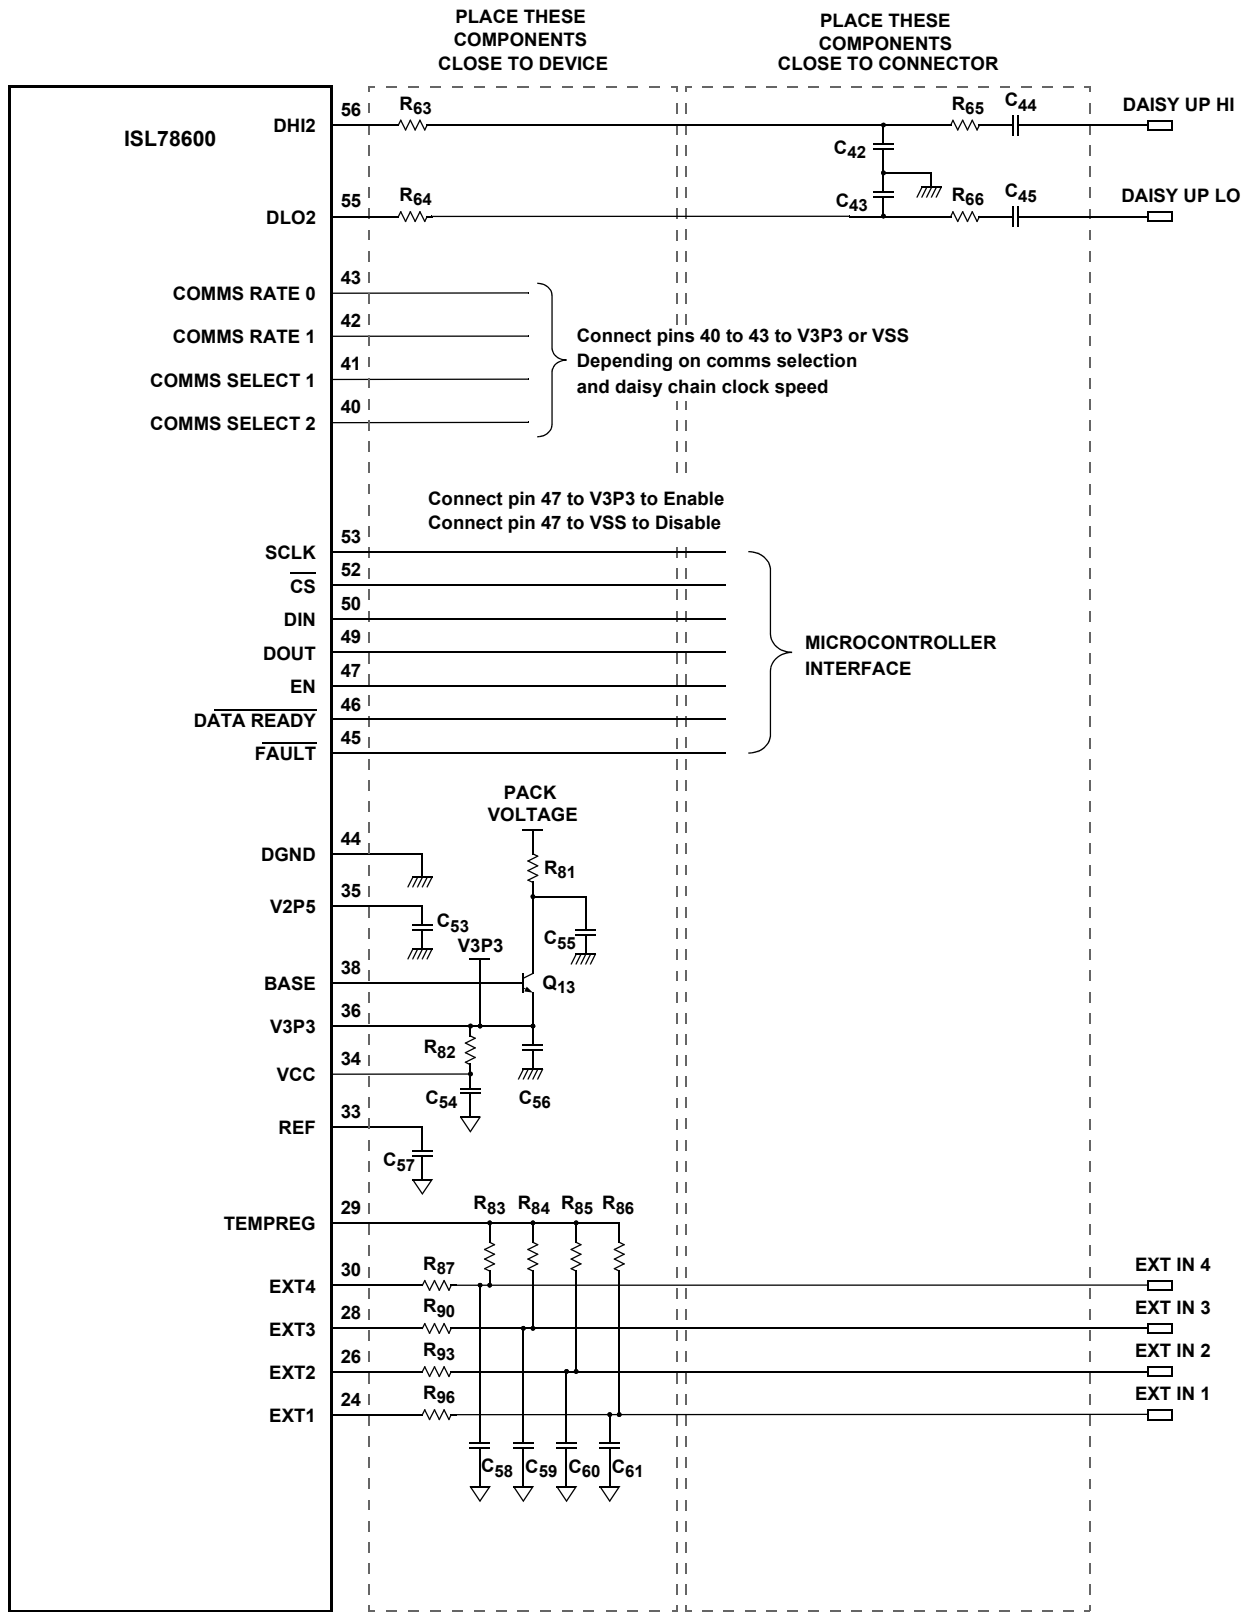 PLACE THESE
COMPONENTS
CLOSE TO DEVICE
PLACE THESE
COMPONENTS
CLOSE TO CONNECTOR
ISL78600
DHI2
56
R63
R65
C44
DAISY UP HI
C42
DLO2
55
R64
C43
R66
C45
DAISY UP LO
COMMS RATE 0
43
COMMS RATE 1
42
COMMS SELECT 1
41
COMMS SELECT 2
40
Connect pins 40 to 43 to V3P3 or VSS
Depending on comms selection
and daisy chain clock speed
Connect pin 47 to V3P3 to Enable
Connect pin 47 to VSS to Disable
SCLK
53
CS
52
DIN
50
DOUT
49
EN
47
DATA READY
46
FAULT
45
MICROCONTROLLER
INTERFACE
PACK
VOLTAGE
DGND
44
R81
V2P5
35
C53
C55
V3P3
BASE
38
Q13
V3P3
36
R82
VCC
34
C54
C56
REF
33
C57
TEMPREG
29
R83
R84
R85
R86
EXT4
30
R87
EXT IN 4
EXT3
28
R90
EXT IN 3
EXT2
26
R93
EXT IN 2
EXT1
24
R96
EXT IN 1
C58
C59
C60
C61